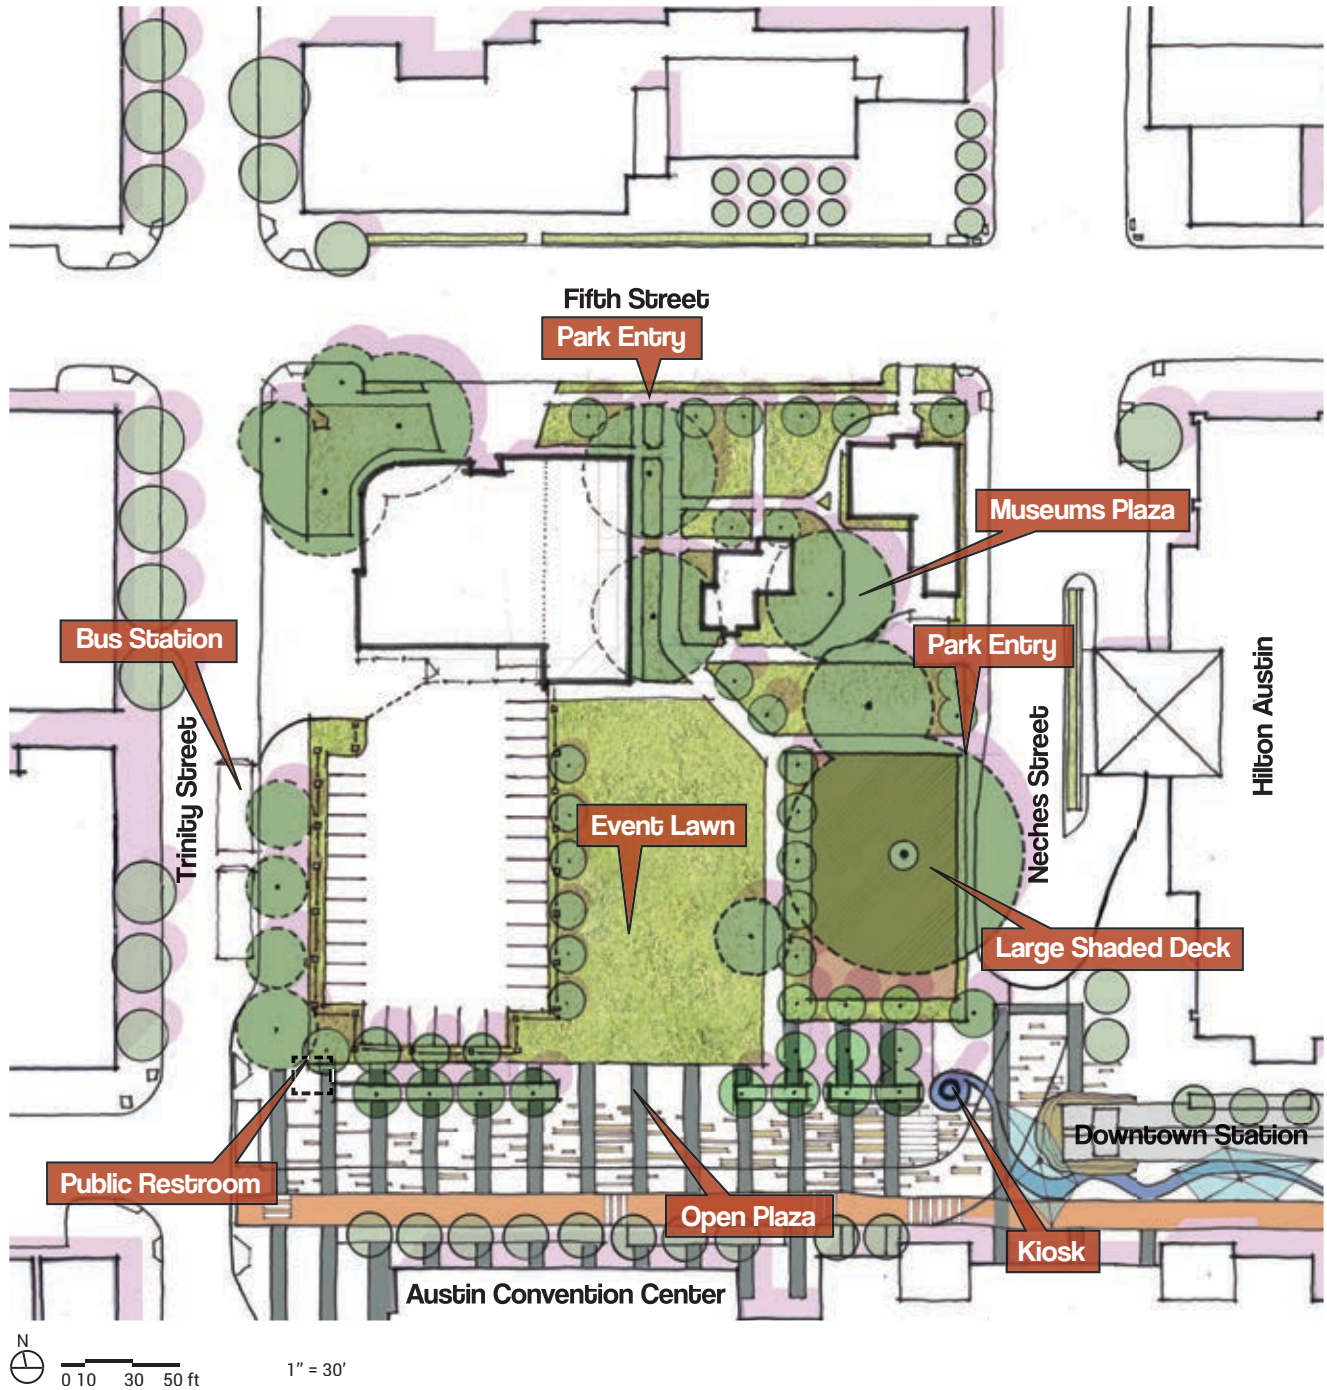 Fifth Street
Park Entry
Museums Plaza
Bus Station
Park Entry
Trinity Street
Neches Street
Hilton Austin
Event Lawn
Large Shaded Deck
Downtown Station
Public Restroom
Open Plaza
Kiosk
Austin Convention Center
N
0 10 30 50 ft
1" = 30'